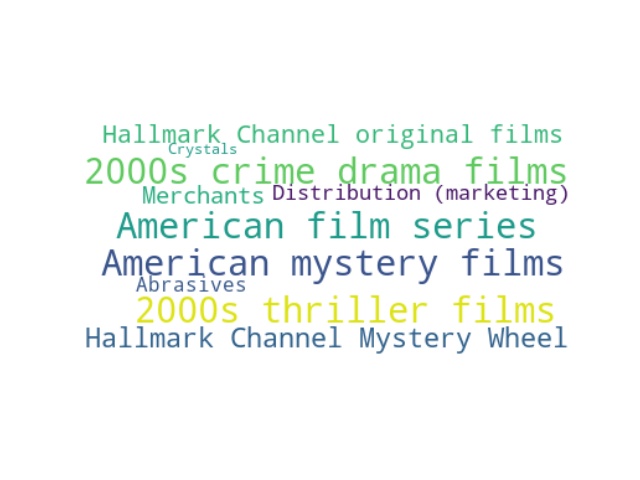 Hallmark Channel original films
Crystals
2000s crime drama films
Merchants
Distribution (marketing)
American film series
American mystery films
Abrasives
2000s thriller films
Hallmark Channel Mystery Wheel